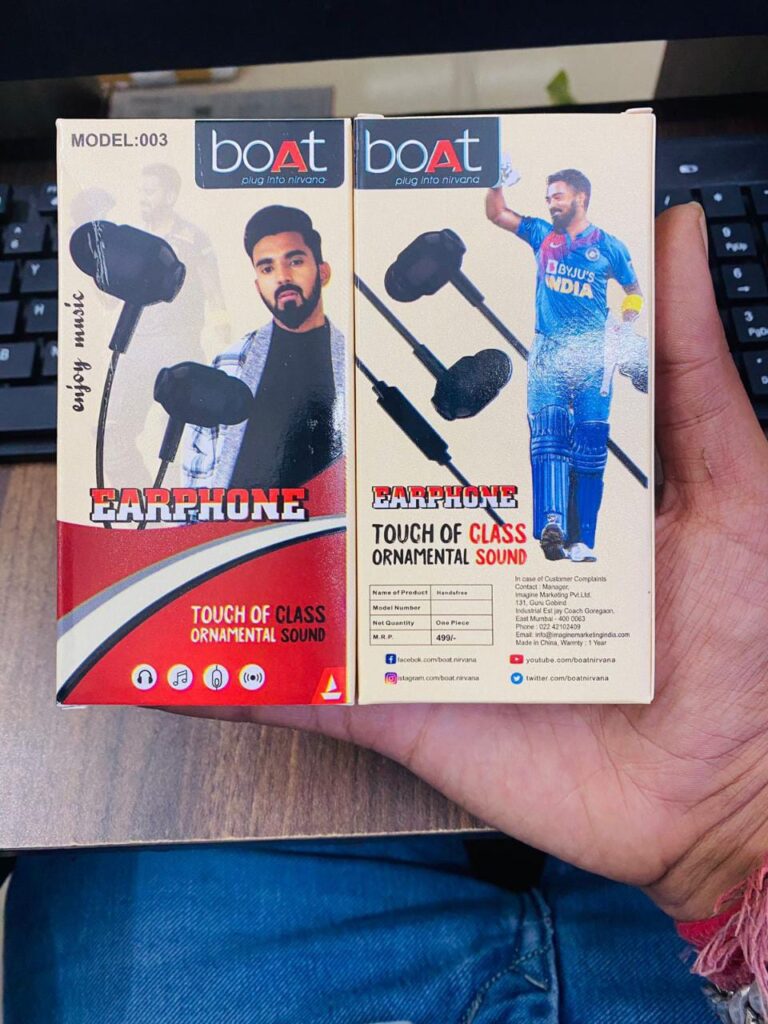 MODEL:003
boAt
plug into nirvana
enjoy music
EARPHONE
TOUCH OF CLASS
ORNAMENTAL SOUND
boAt
plug into nirvana
BYJU'S
INDIA
EARPHONE
TOUCH OF CLASS
ORNAMENTAL SOUND
Name of Product Handsfree
Model Number
Net Quantity One Piece
M.R.P. 499/-
In case of Customer Complaints
Contact : Manager,
Imagine Marketing Pvt.Ltd.
131, Guru Gobind
Industrial Est jay Coach Goregaon,
East Mumbai - 400 0063
Phone : 022 42102409
Email: info@imaginemarketingindia.com
Made in China, Warrnty : 1 Year
facebok.com/boat.nirvana
youtube.com/boatnirvana
istagram.com/boat.nirvana
twitter.com/boatnirvana